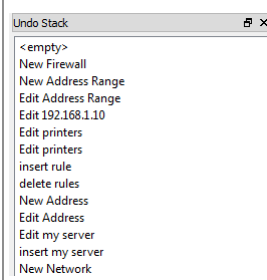 Undo Stack
<empty>
New Firewall
New Address Range
Edit Address Range
Edit 192.168.1.10
Edit printers
Edit printers
insert rule
delete rules
New Address
Edit Address
Edit my server
insert my server
New Network